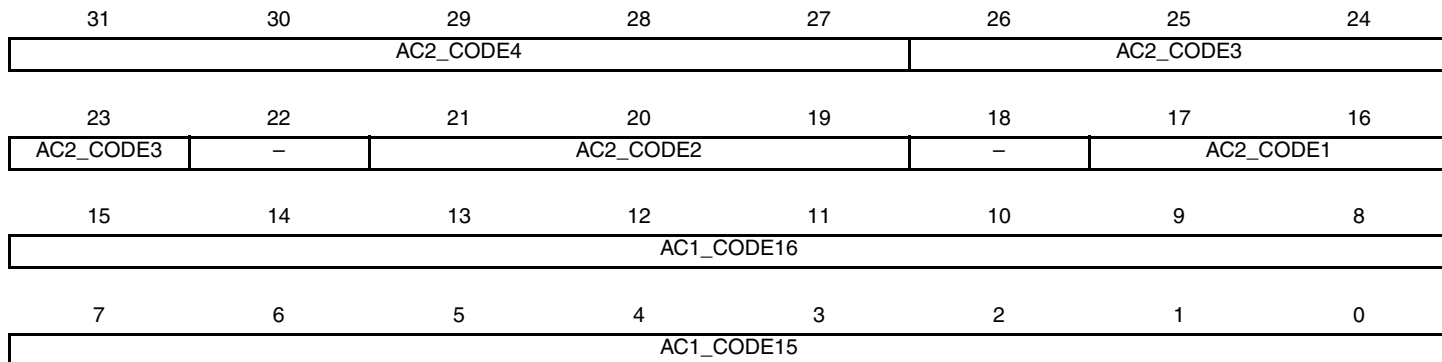 31 30 29 28 27 26 25 24
AC2_CODE4 AC2_CODE3
23 22 21 20 19 18 17 16
AC2_CODE3 – AC2_CODE2 – AC2_CODE1
15 14 13 12 11 10 9 8
AC1_CODE16
7 6 5 4 3 2 1 0
AC1_CODE15